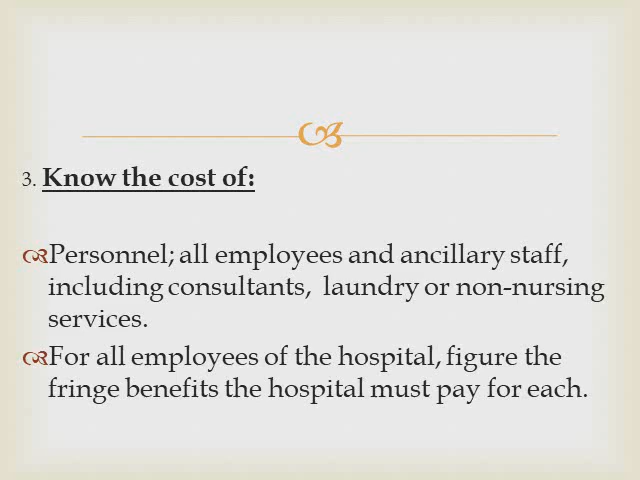 3. Know the cost of:
Personnel; all employees and ancillary staff,
including consultants, laundry or non-nursing
services.
For all employees of the hospital, figure the
fringe benefits the hospital must pay for each.